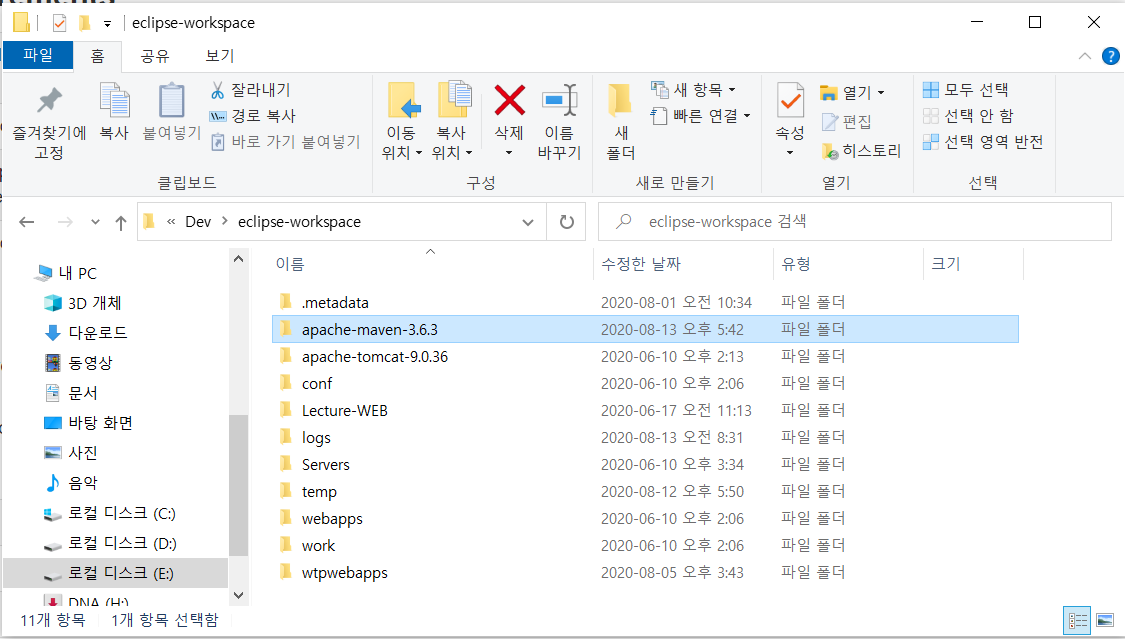 eclipse-workspace
파일 홈 공유 보기
즐겨찾기에 고정
복사
붙여넣기
잘라내기
경로 복사
바로 가기 붙여넣기
클립보드
이동 위치
복사 위치
삭제
이름 바꾸기
구성
새 폴더
새 항목
빠른 연결
새로 만들기
속성
열기
편집
히스토리
열기
모두 선택
선택 안 함
선택 영역 반전
선택
« Dev > eclipse-workspace
eclipse-workspace 검색
내 PC
3D 개체
다운로드
동영상
문서
바탕 화면
사진
음악
로컬 디스크 (C:)
로컬 디스크 (D:)
로컬 디스크 (E:)
DNA (H:)
이름 수정한 날짜 유형 크기
.metadata 2020-08-01 오전 10:34 파일 폴더
apache-maven-3.6.3 2020-08-13 오후 5:42 파일 폴더
apache-tomcat-9.0.36 2020-06-10 오후 2:13 파일 폴더
conf 2020-06-10 오후 2:06 파일 폴더
Lecture-WEB 2020-06-17 오전 11:13 파일 폴더
logs 2020-08-13 오전 8:31 파일 폴더
Servers 2020-06-10 오후 3:34 파일 폴더
temp 2020-08-12 오후 5:50 파일 폴더
webapps 2020-06-10 오후 2:06 파일 폴더
work 2020-06-10 오후 2:06 파일 폴더
wtpwebapps 2020-08-05 오후 3:43 파일 폴더
11개 항목 1개 항목 선택함